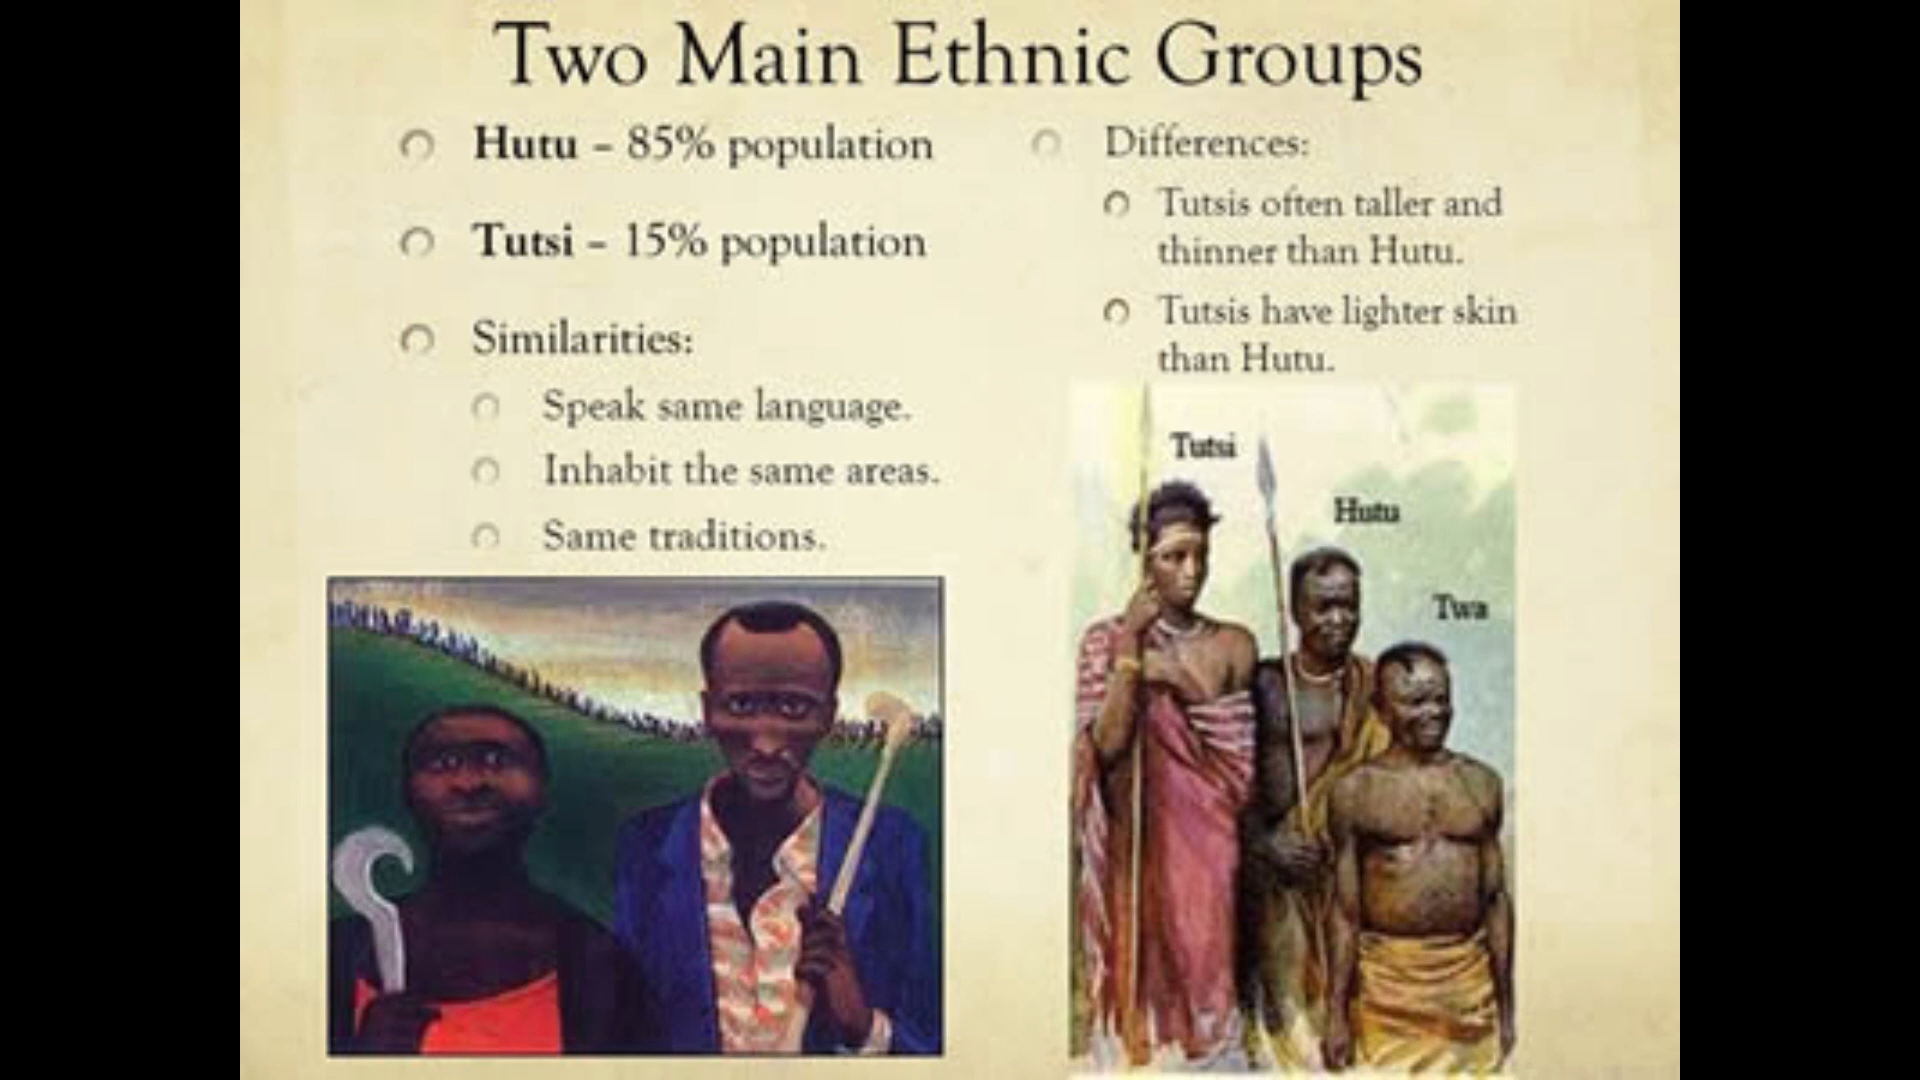 Two Main Ethnic Groups
Hutu – 85% population
Tutsi – 15% population
Similarities:
Speak same language.
Inhabit the same areas.
Same traditions.
Differences:
Tutsis often taller and
thinner than Hutu.
Tutsis have lighter skin
than Hutu.
Tutsi
Hutu
Twa